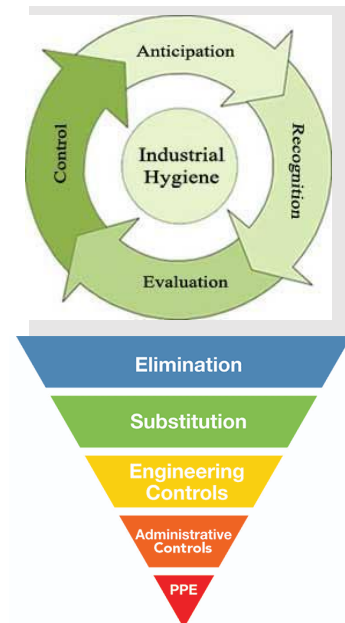 Anticipation
Recognition
Industrial
Hygiene
Control
Evaluation
Elimination
Substitution
Engineering
Controls
Administrative
Controls
PPE